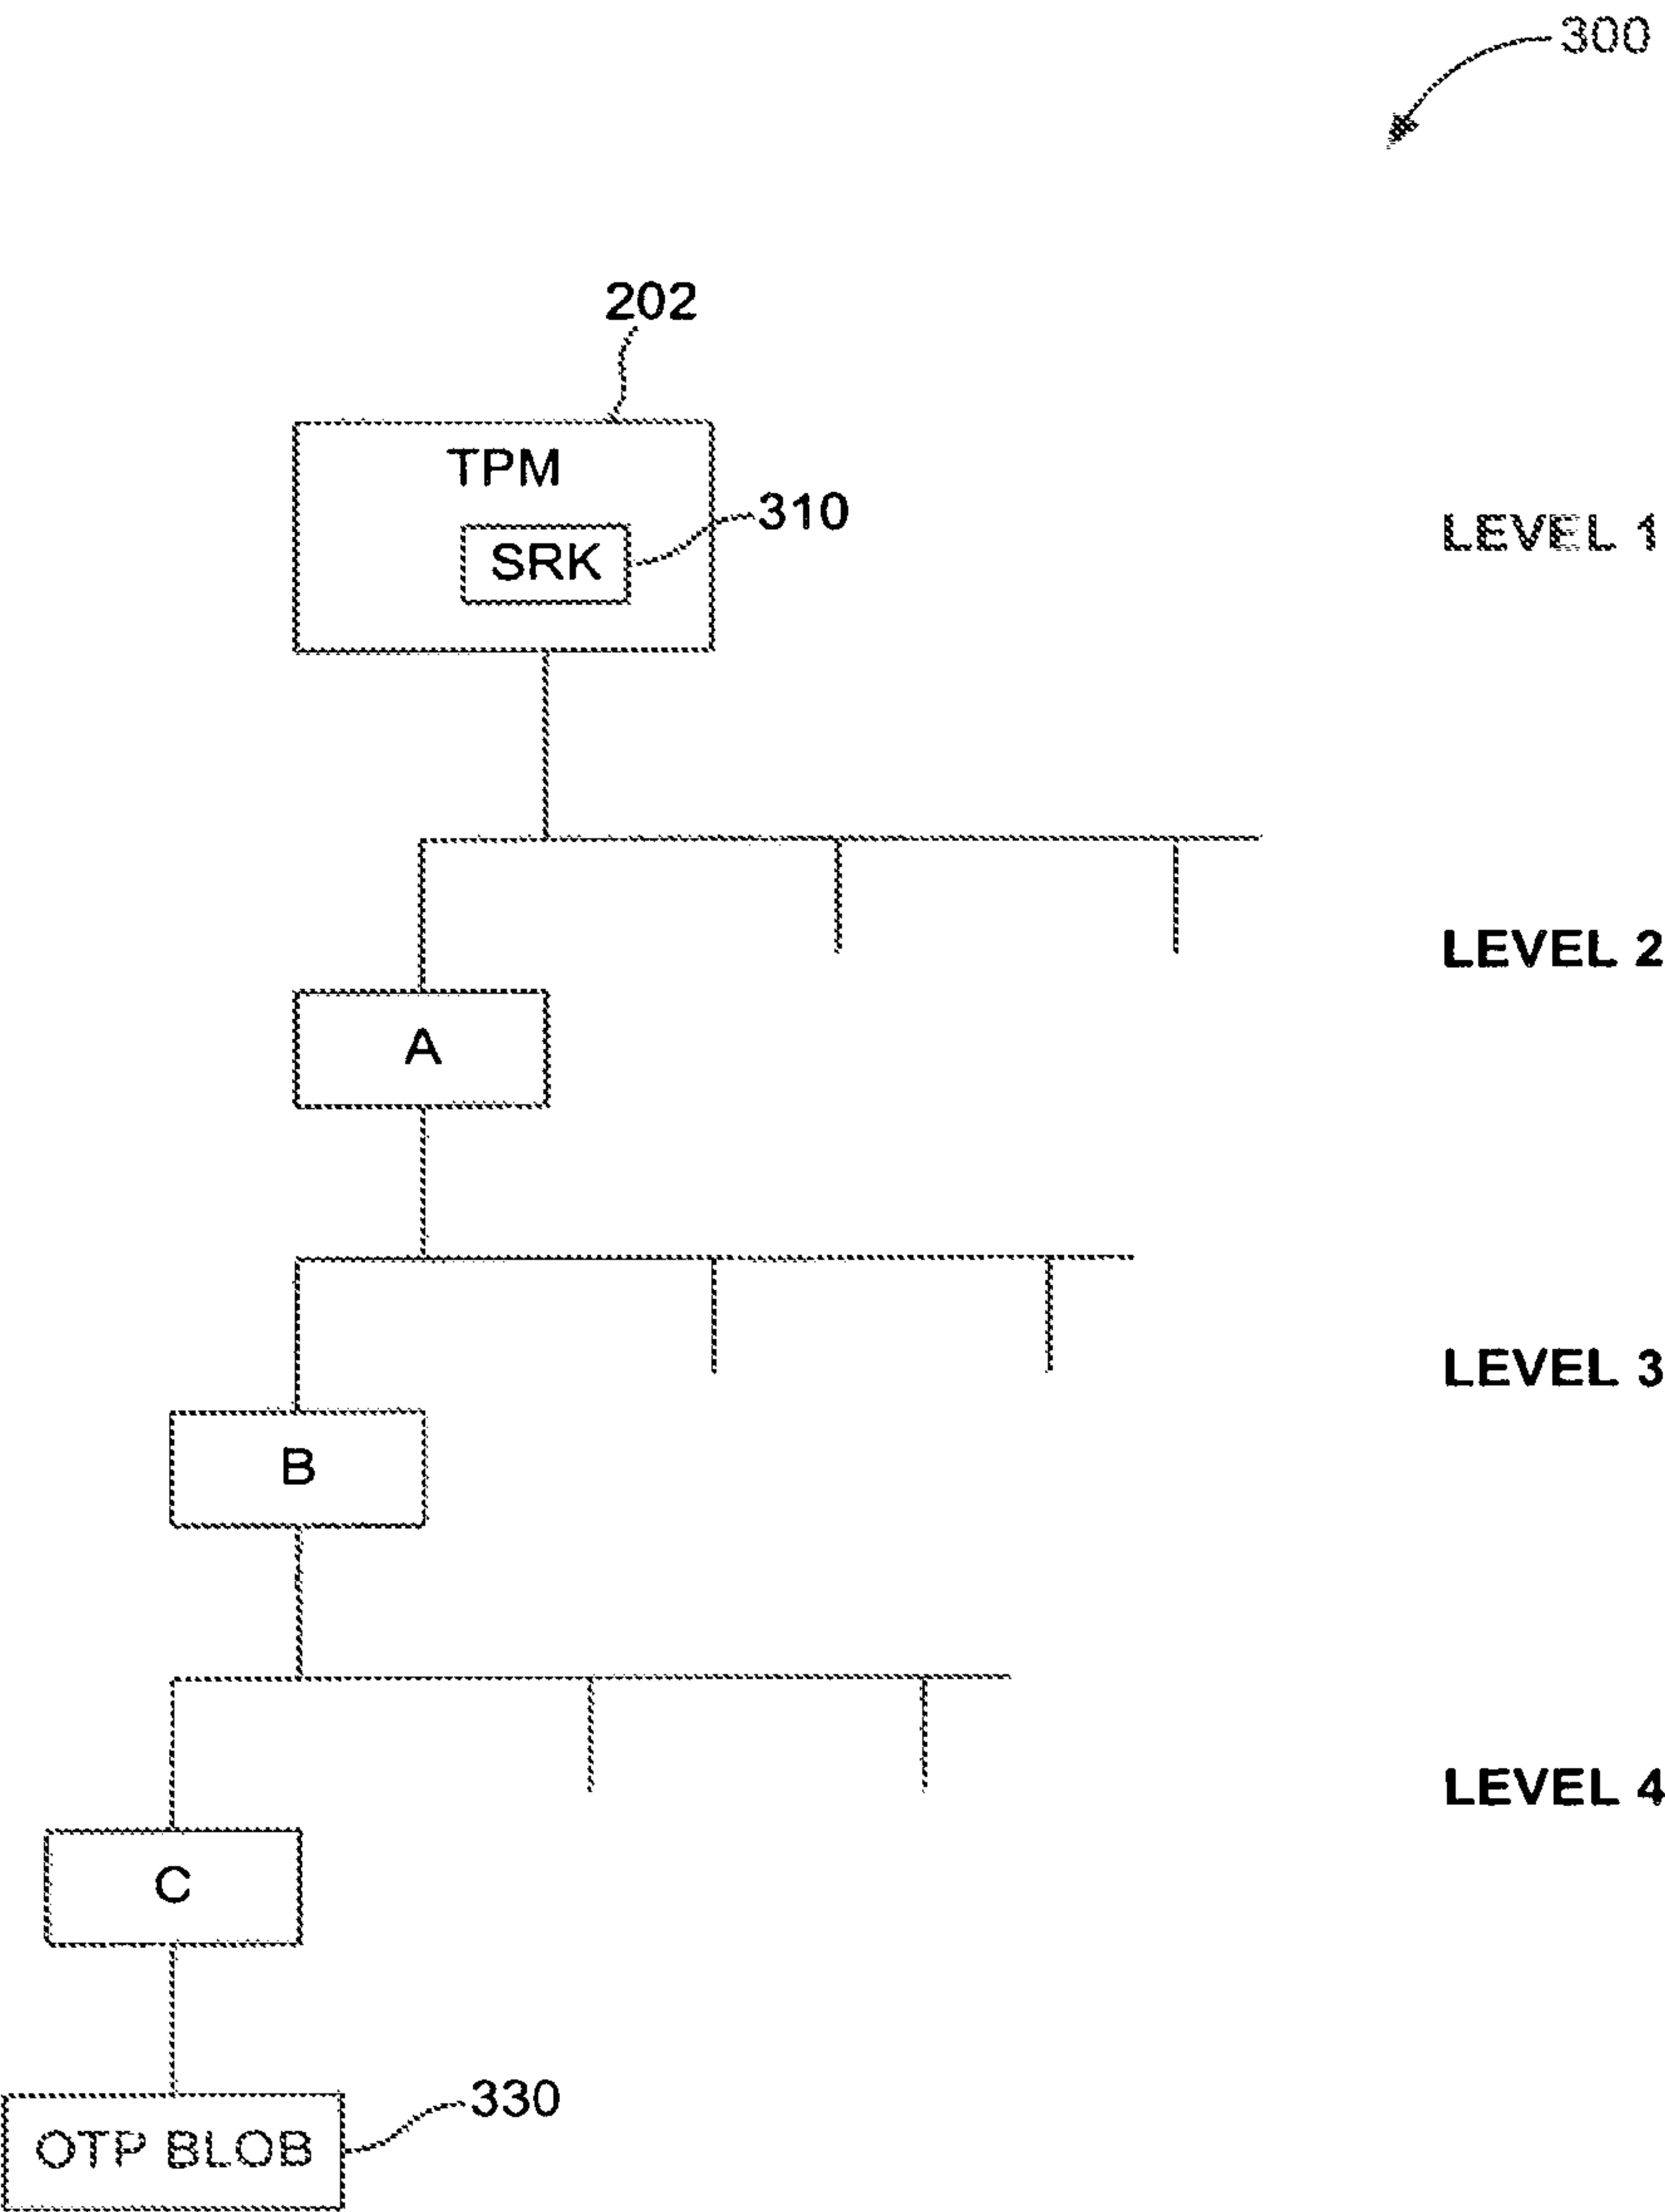 300
202
TPM
310
SRK
LEVEL 1
LEVEL 2
A
LEVEL 3
B
LEVEL 4
C
330
OTP BLOB